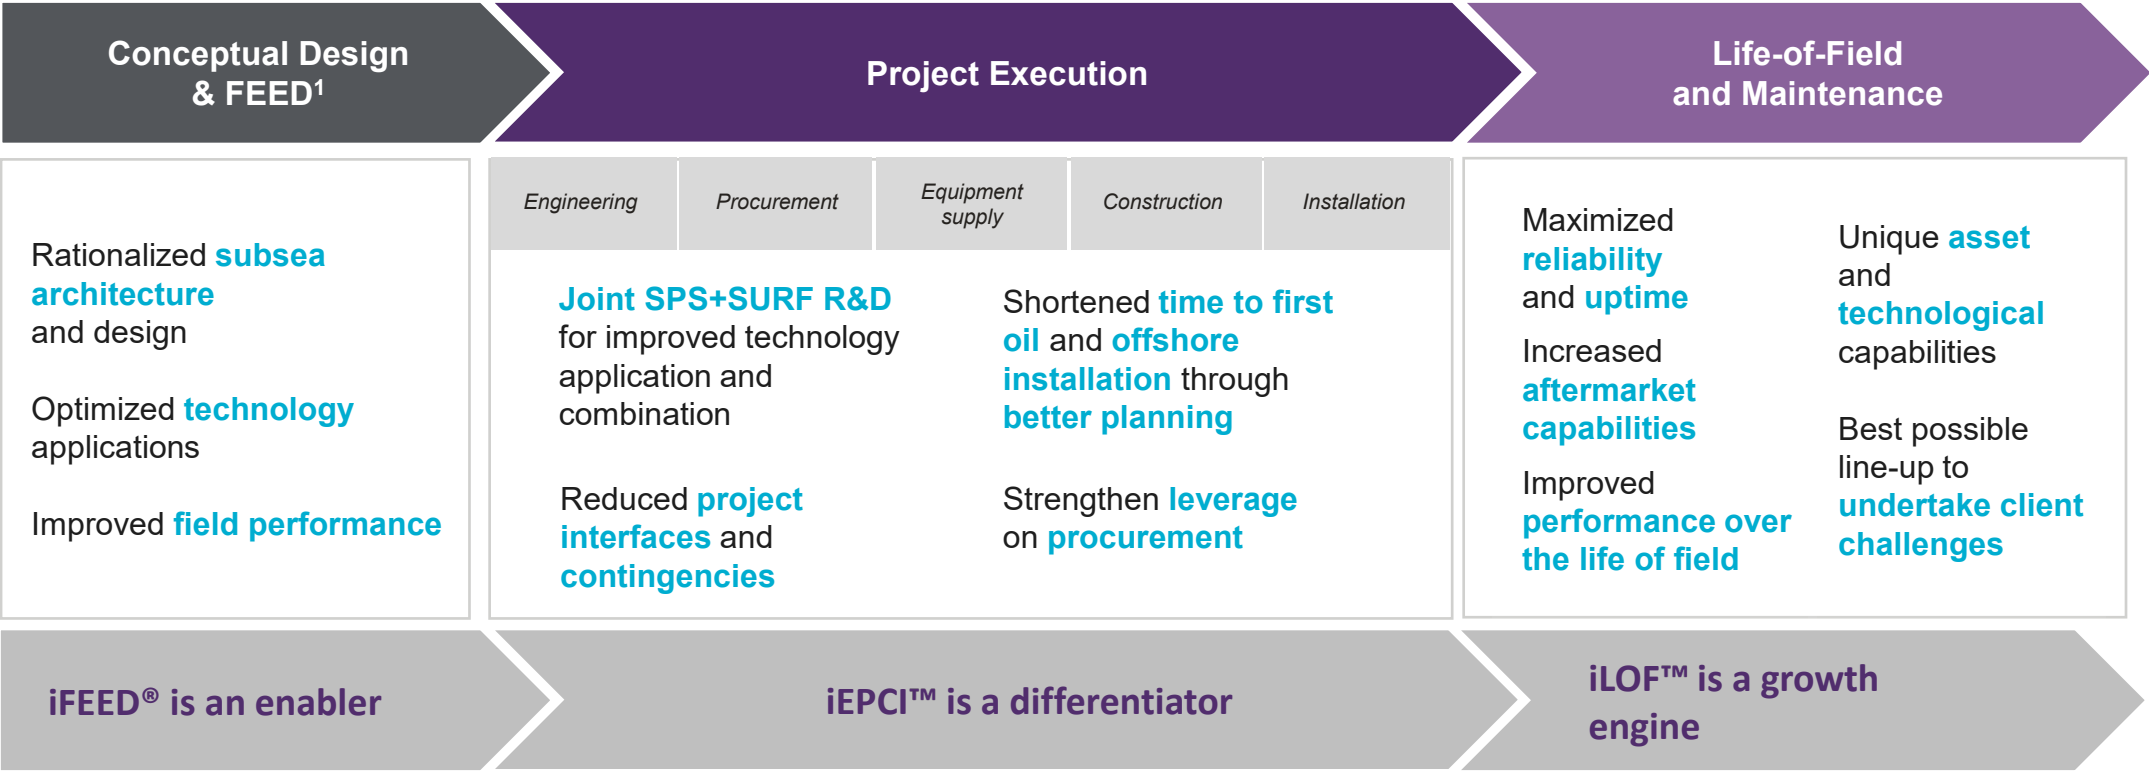 Conceptual Design
& FEED¹
Project Execution
Life-of-Field
and Maintenance
Rationalized subsea
architecture
and design
Optimized technology
applications
Improved field performance
Engineering
Procurement
Equipment
supply
Construction
Installation
Joint SPS+SURF R&D
for improved technology
application and
combination
Reduced project
interfaces and
contingencies
Shortened time to first
oil and offshore
installation through
better planning
Strengthen leverage
on procurement
Maximized
reliability
and uptime
Increased
aftermarket
capabilities
Improved
performance over
the life of field
Unique asset
and
technological
capabilities
Best possible
line-up to
undertake client
challenges
iFEED® is an enabler
iEPCI™ is a differentiator
iLOF™ is a growth
engine